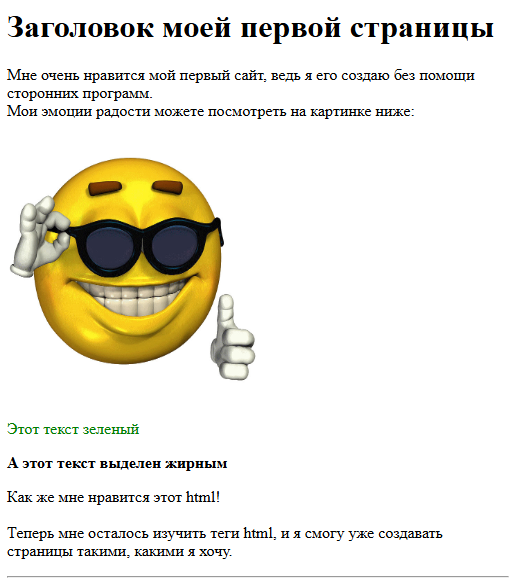 Заголовок моей первой страницы
Мне очень нравится мой первый сайт, ведь я его создаю без помощи
сторонних программ.
Мои эмоции радости можете посмотреть на картинке ниже:
Этот текст зеленый
А этот текст выделен жирным
Как же мне нравится этот html!
Теперь мне осталось изучить теги html, и я смогу уже создавать
страницы такими, какими я хочу.